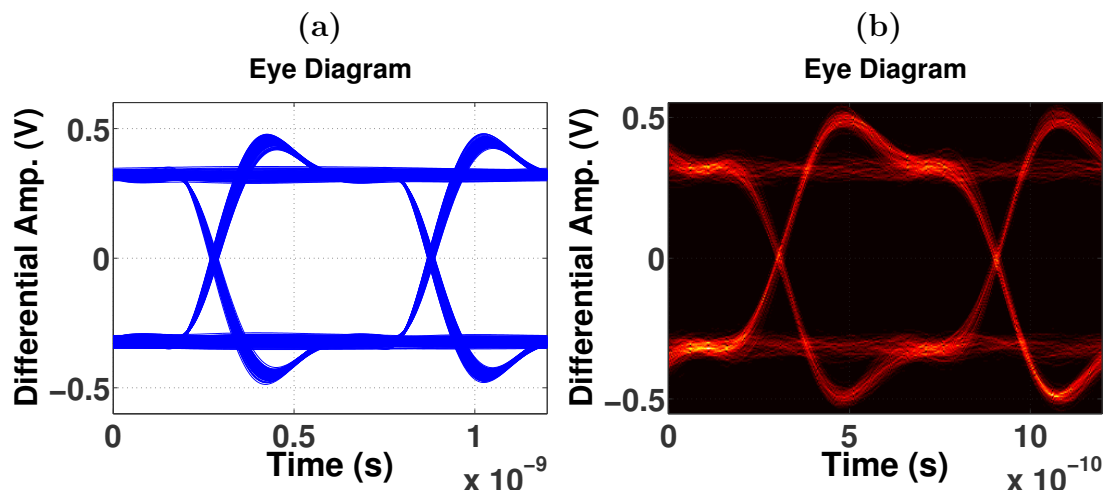 (a)
Eye Diagram
Differential Amp. (V)
0.5
0
−0.5
0
0.5
1
Time (s)
x 10⁻⁹
(b)
Eye Diagram
Differential Amp. (V)
0.5
0
−0.5
0
5
10
Time (s)
x 10⁻¹⁰